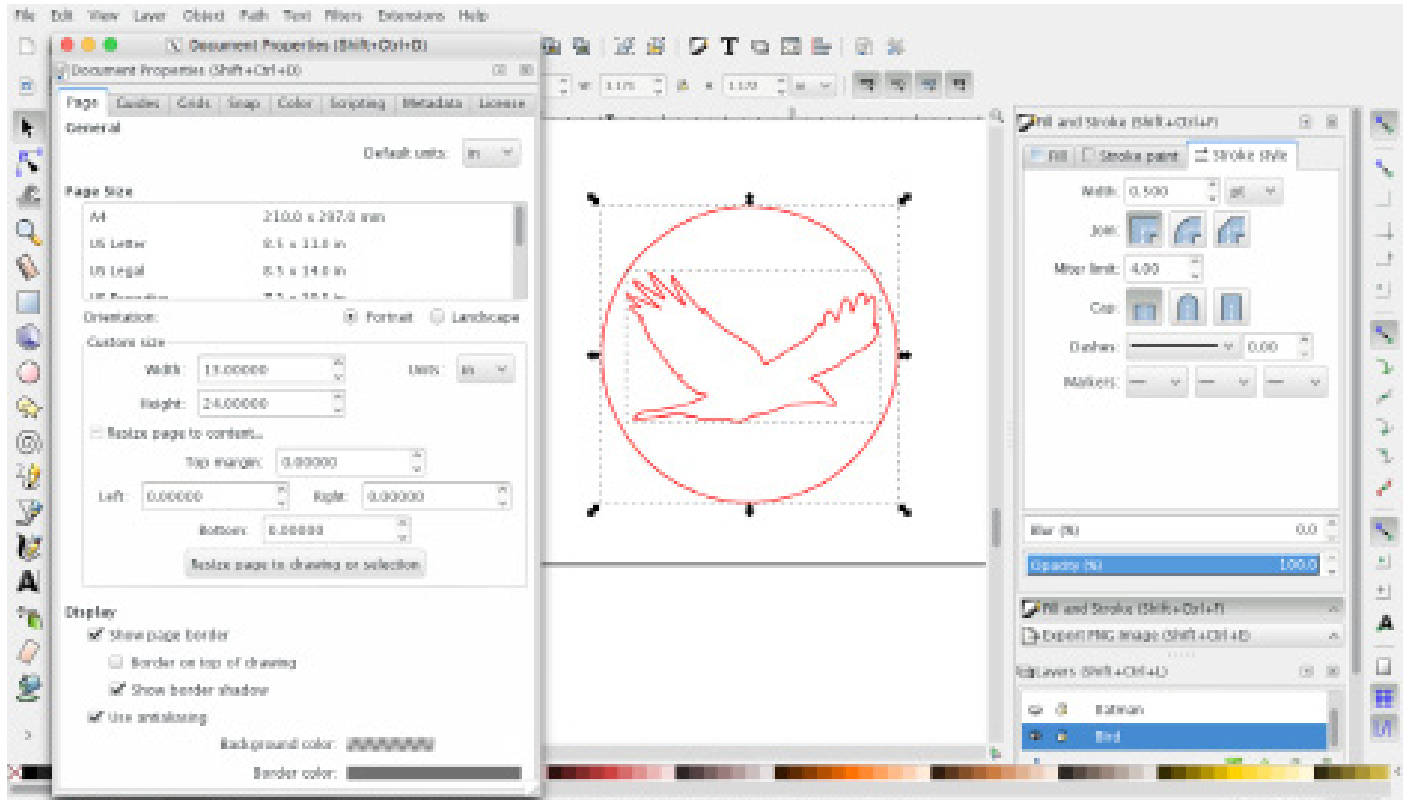 File Edit View Layer Object Path Text Filters Extensions Help
Document Properties (Shift+Ctrl+D)
Document Properties (Shift+Ctrl+D)
Page Guides Grids Snap Color Scripting Metadata License
General
Default units: in
Page Size
A4 210.0 x 297.0 mm
US Letter 8.5 x 11.0 in
US Legal 8.5 x 14.0 in
Orientation: Portrait Landscape
Custom size
Width: 13.00000 Units: in
Height: 24.00000
Resize page to content...
Top margin: 0.00000
Left: 0.00000 Right: 0.00000
Bottom: 0.00000
Resize page to drawing or selection
Display
Show page border
Border on top of drawing
Show border shadow
Use antialiasing
Background color:
Border color:
Fill and Stroke (Shift+Ctrl+F)
Fill Stroke paint Stroke style
Width: 0.500 pt
Join:
Miter limit: 4.00
Cap:
Dashes: 0.00
Markers:
Blur (%) 0.0
Opacity (%) 100.0
Fill and Stroke (Shift+Ctrl+F)
Export PNG Image (Shift+Ctrl+E)
Layers (Shift+Ctrl+L)
Batman
Bird